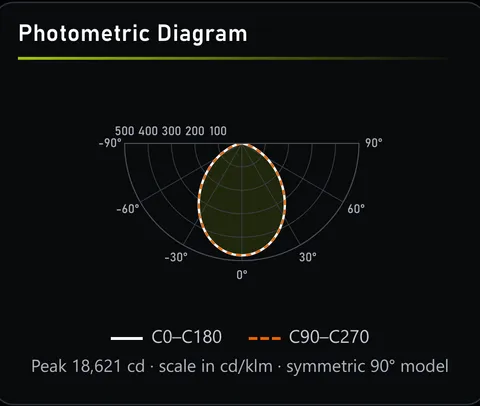 Photometric Diagram
500 400 300 200 100
-90° 90°
-60° 60°
-30° 30°
0°
C0–C180 C90–C270
Peak 18,621 cd · scale in cd/klm · symmetric 90° model